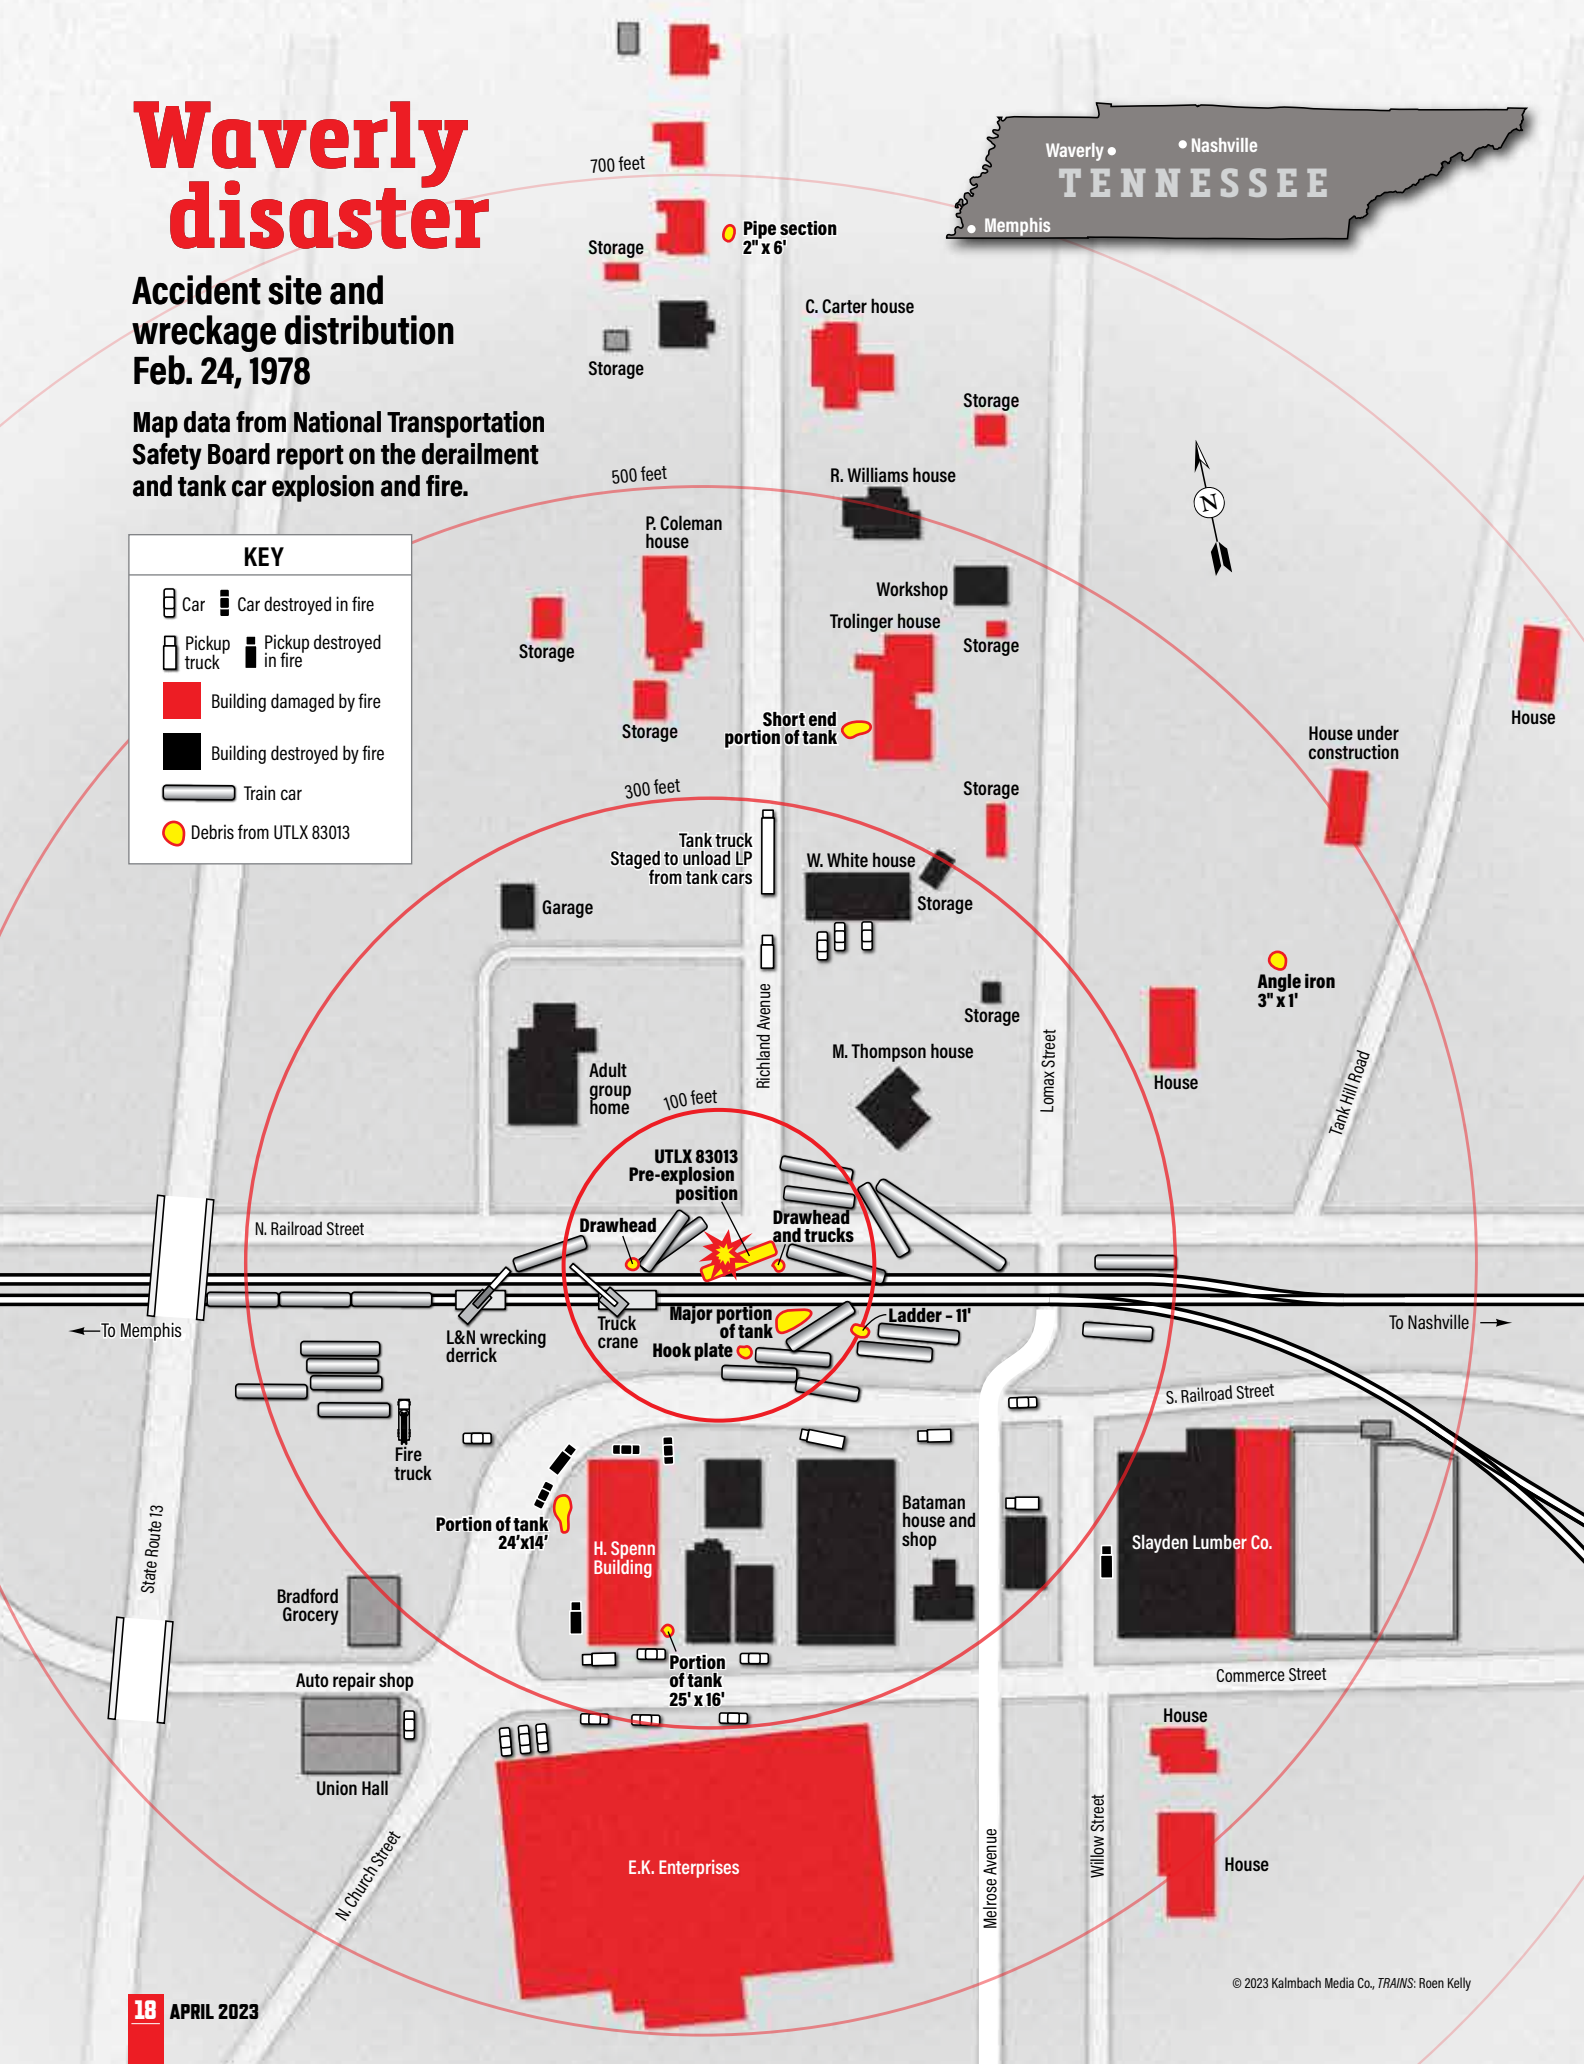 Waverly
disaster
Accident site and
wreckage distribution
Feb. 24, 1978
Map data from National Transportation
Safety Board report on the derailment
and tank car explosion and fire.
KEY
Car
Car destroyed in fire
Pickup
truck
Pickup destroyed
in fire
Building damaged by fire
Building destroyed by fire
Train car
Debris from UTLX 83013
Waverly
Nashville
TENNESSEE
Memphis
700 feet
Pipe section
2" x 6'
Storage
Storage
C. Carter house
Storage
500 feet
R. Williams house
N
P. Coleman
house
Workshop
Trolinger house
Storage
Storage
Storage
Short end
portion of tank
House
House under
construction
300 feet
Storage
Tank truck
Staged to unload LP
from tank cars
W. White house
Storage
Garage
Angle iron
3" x 1'
Storage
Richland Avenue
Lomax Street
M. Thompson house
House
Tank Hill Road
Adult
group
home
100 feet
UTLX 83013
Pre-explosion
position
Drawhead
Drawhead
and trucks
N. Railroad Street
To Memphis
L&N wrecking
derrick
Truck
crane
Major portion
of tank
Hook plate
Ladder – 11'
To Nashville
S. Railroad Street
Fire
truck
State Route 13
Portion of tank
24'x14'
H. Spenn
Building
Bataman
house and
shop
Slayden Lumber Co.
Bradford
Grocery
Portion
of tank
25' x 16'
Commerce Street
Auto repair shop
Union Hall
House
House
N. Church Street
E.K. Enterprises
Melrose Avenue
Willow Street
© 2023 Kalmbach Media Co., TRAINS: Roen Kelly
18 APRIL 2023